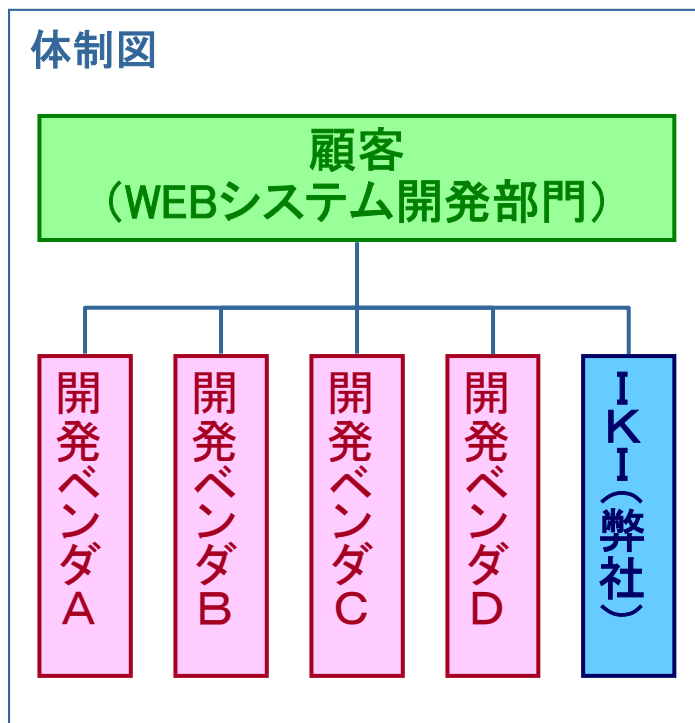 体制図
顧客
（WEBシステム開発部門）
開発ベンダA
開発ベンダB
開発ベンダC
開発ベンダD
IKI（弊社）